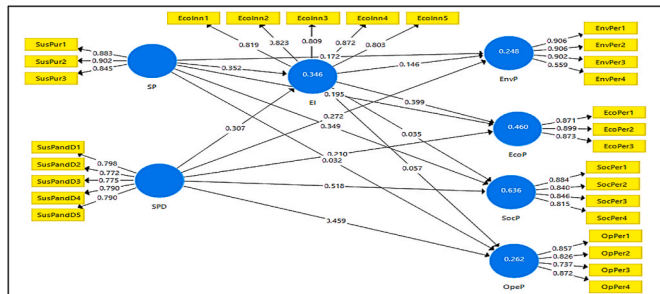 EcoInn1 EcoInn2 EcoInn3 EcoInn4 EcoInn5
0.819 0.823 0.809 0.872 0.803
SusPur1
SusPur2
SusPur3
0.883
0.902
0.845
SP
0.172
0.352
0.346
EI
0.146
0.248
EnvP
0.906
0.906
0.902
0.559
EnvPer1
EnvPer2
EnvPer3
EnvPer4
0.195
0.399
0.272
0.349
0.307
0.035
0.210
0.032
0.057
0.460
EcoP
0.871
0.899
0.873
EcoPer1
EcoPer2
EcoPer3
SusPandD1
SusPandD2
SusPandD3
SusPandD4
SusPandD5
0.798
0.772
0.775
0.790
0.790
SPD
0.518
0.636
SocP
0.884
0.840
0.846
0.815
SocPer1
SocPer2
SocPer3
SocPer4
0.459
0.262
OpeP
0.857
0.826
0.737
0.872
OpPer1
OpPer2
OpPer3
OpPer4